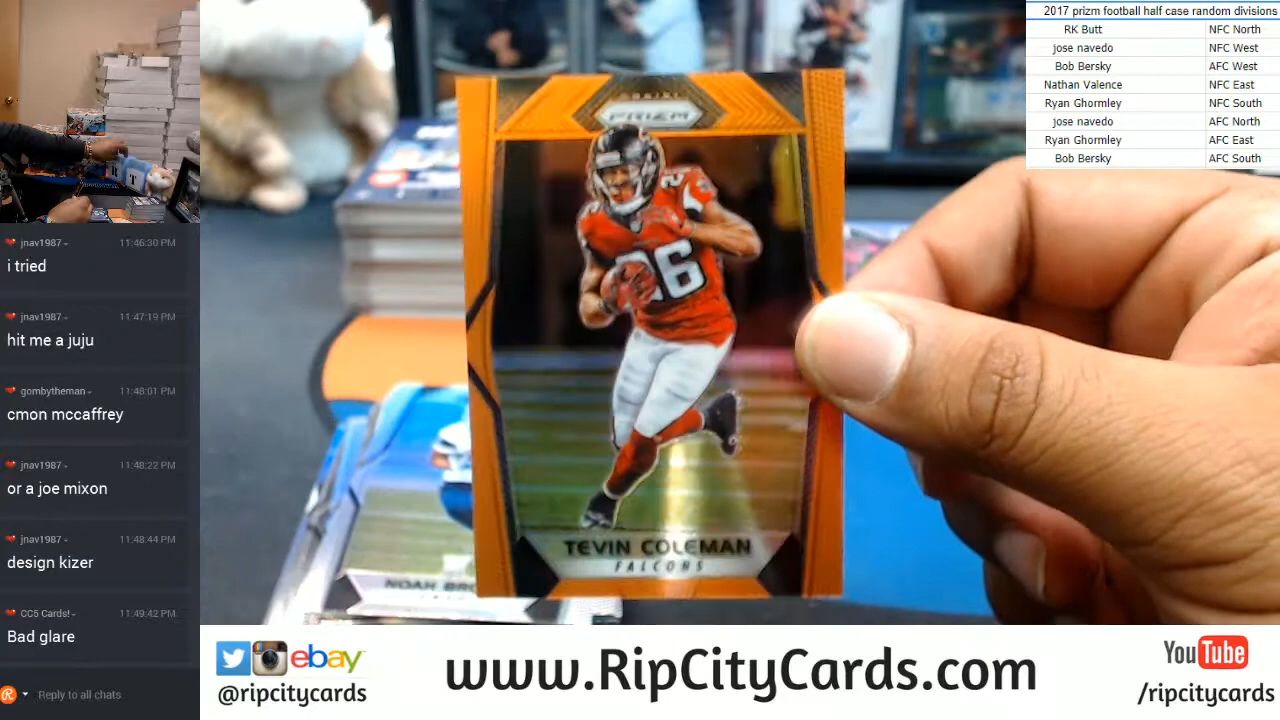 2017 prizm football half case random divisions
RK Butt NFC North
jose navedo NFC West
Bob Bersky AFC West
Nathan Valence NFC East
Ryan Ghormley NFC South
jose navedo AFC North
Ryan Ghormley AFC East
Bob Bersky AFC South
jnav1987 11:46:30 PM
i tried
jnav1987 11:47:19 PM
hit me a juju
gombytheman 11:48:01 PM
cmon mccaffrey
jnav1987 11:48:22 PM
or a joe mixon
jnav1987 11:48:44 PM
design kizer
CC5 Cards! 11:49:42 PM
Bad glare
Reply to all chats
PRIZM
26
TEVIN COLEMAN
FALCONS
NOAH
ebay
@ripcitycards
www.RipCityCards.com
YouTube
/ripcitycards